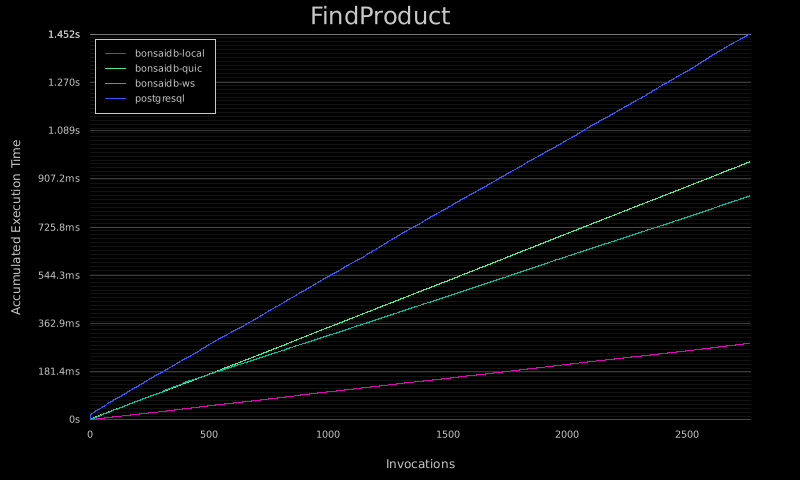 FindProduct
1.452s
1.270s
1.089s
907.2ms
725.8ms
544.3ms
362.9ms
181.4ms
0s
bonsaidb-local
bonsaidb-quic
bonsaidb-ws
postgresql
Accumulated Execution Time
0
500
1000
1500
2000
2500
Invocations